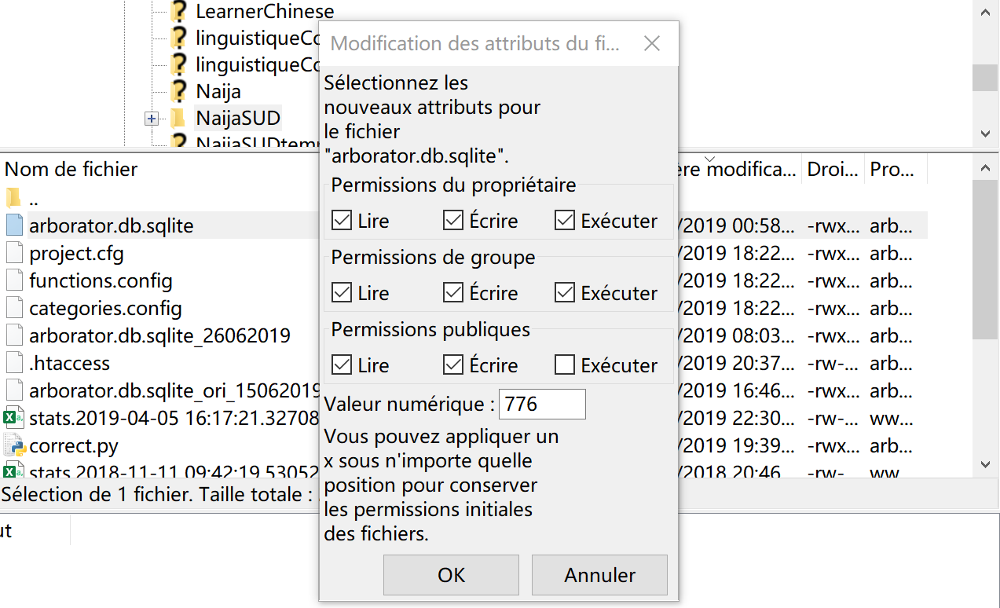 LearnerChinese
linguistiqueCo
linguistiqueCo
Naija
NaijaSUD
NaijaSUDtemp
Modification des attributs du fi...
Sélectionnez les
nouveaux attributs pour
le fichier
"arborator.db.sqlite".
Permissions du propriétaire
Lire Écrire Exécuter
Permissions de groupe
Lire Écrire Exécuter
Permissions publiques
Lire Écrire Exécuter
Valeur numérique : 776
Vous pouvez appliquer un
x sous n'importe quelle
position pour conserver
les permissions initiales
des fichiers.
OK Annuler
Nom de fichier ère modifica... Droi... Pro...
..
arborator.db.sqlite /2019 00:58... -rwx... arb...
project.cfg /2019 18:22... -rwx... arb...
functions.config /2019 18:22... -rwx... arb...
categories.config /2019 18:22... -rwx... arb...
arborator.db.sqlite_26062019 /2019 08:03... -rwx... arb...
.htaccess /2019 20:37... -rw-... arb...
arborator.db.sqlite_ori_15062019 /2019 16:46... -rwx... arb...
stats.2019-04-05 16:17:21.32708 /2019 22:30... -rw-... ww...
correct.py /2019 19:39... -rwx... arb...
stats.2018-11-11 09:42:19.53052 /2018 20:46 -rw- ww
Sélection de 1 fichier. Taille totale :
ut